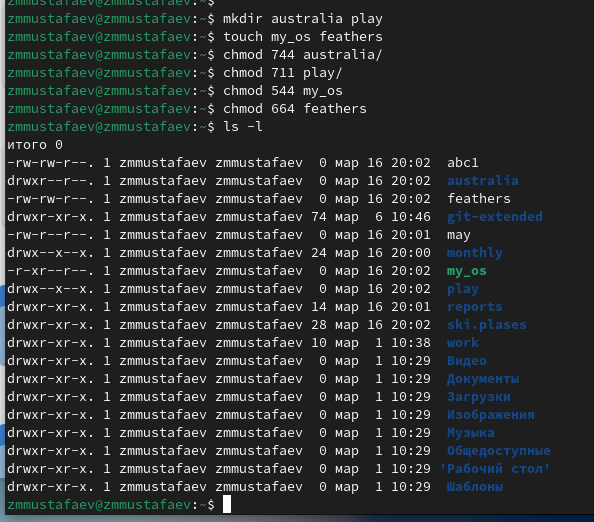 zmmustafaev@zmmustafaev:~$
zmmustafaev@zmmustafaev:~$ mkdir australia play
zmmustafaev@zmmustafaev:~$ touch my_os feathers
zmmustafaev@zmmustafaev:~$ chmod 744 australia/
zmmustafaev@zmmustafaev:~$ chmod 711 play/
zmmustafaev@zmmustafaev:~$ chmod 544 my_os
zmmustafaev@zmmustafaev:~$ chmod 664 feathers
zmmustafaev@zmmustafaev:~$ ls -l
итого 0
-rw-rw-r--. 1 zmmustafaev zmmustafaev  0 мар 16 20:02  abc1
drwxr--r--. 1 zmmustafaev zmmustafaev  0 мар 16 20:02  australia
-rw-rw-r--. 1 zmmustafaev zmmustafaev  0 мар 16 20:02  feathers
drwxr-xr-x. 1 zmmustafaev zmmustafaev 74 мар  6 10:46  git-extended
-rw-r--r--. 1 zmmustafaev zmmustafaev  0 мар 16 20:01  may
drwx--x--x. 1 zmmustafaev zmmustafaev 24 мар 16 20:00  monthly
-r-xr--r--. 1 zmmustafaev zmmustafaev  0 мар 16 20:02  my_os
drwx--x--x. 1 zmmustafaev zmmustafaev  0 мар 16 20:02  play
drwxr-xr-x. 1 zmmustafaev zmmustafaev 14 мар 16 20:01  reports
drwxr-xr-x. 1 zmmustafaev zmmustafaev 28 мар 16 20:02  ski.plases
drwxr-xr-x. 1 zmmustafaev zmmustafaev 10 мар  1 10:38  work
drwxr-xr-x. 1 zmmustafaev zmmustafaev  0 мар  1 10:29  Видео
drwxr-xr-x. 1 zmmustafaev zmmustafaev  0 мар  1 10:29  Документы
drwxr-xr-x. 1 zmmustafaev zmmustafaev  0 мар  1 10:29  Загрузки
drwxr-xr-x. 1 zmmustafaev zmmustafaev  0 мар  1 10:29  Изображения
drwxr-xr-x. 1 zmmustafaev zmmustafaev  0 мар  1 10:29  Музыка
drwxr-xr-x. 1 zmmustafaev zmmustafaev  0 мар  1 10:29  Общедоступные
drwxr-xr-x. 1 zmmustafaev zmmustafaev  0 мар  1 10:29 'Рабочий стол'
drwxr-xr-x. 1 zmmustafaev zmmustafaev  0 мар  1 10:29  Шаблоны
zmmustafaev@zmmustafaev:~$